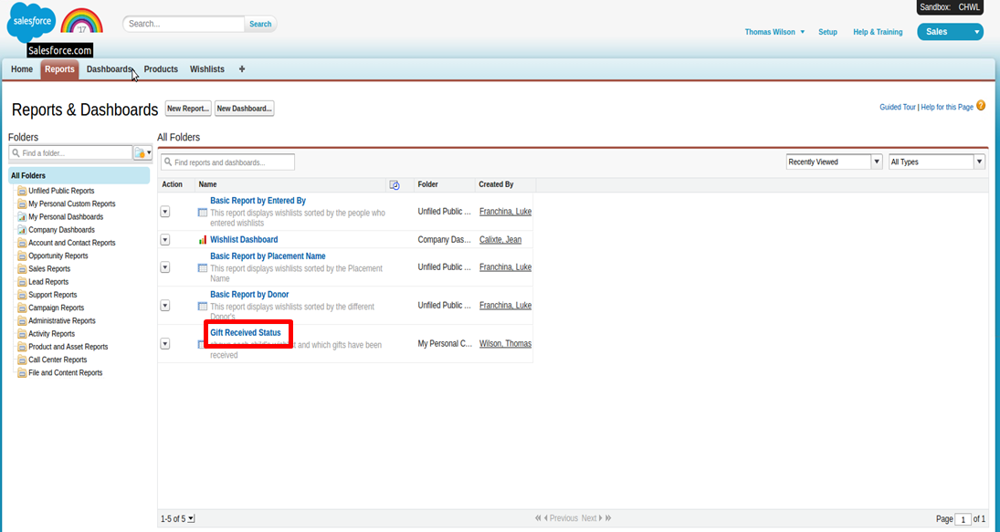 Sandbox: CHWL
salesforce
'17
Search...
Search
Thomas Wilson
Setup
Help & Training
Sales
Salesforce.com
Home
Reports
Dashboards
Products
Wishlists
+
Reports & Dashboards
New Report...
New Dashboard...
Guided Tour | Help for this Page
?
Folders
All Folders
Find a folder...
Find reports and dashboards...
Recently Viewed
All Types
All Folders
Unfiled Public Reports
My Personal Custom Reports
My Personal Dashboards
Company Dashboards
Account and Contact Reports
Opportunity Reports
Sales Reports
Lead Reports
Support Reports
Campaign Reports
Administrative Reports
Activity Reports
Product and Asset Reports
Call Center Reports
File and Content Reports
Action
Name
Folder
Created By
Basic Report by Entered By
This report displays wishlists sorted by the people who
entered wishlists
Unfiled Public ...
Franchina, Luke
Wishlist Dashboard
Company Das...
Calixte, Jean
Basic Report by Placement Name
This report displays wishlists sorted by the Placement
Name
Unfiled Public ...
Franchina, Luke
Basic Report by Donor
This report displays wishlists sorted by the different
Donor's
Unfiled Public ...
Franchina, Luke
Gift Received Status
and which gifts have been
received
My Personal C...
Wilson, Thomas
1-5 of 5
Previous Next
Page 1 of 1